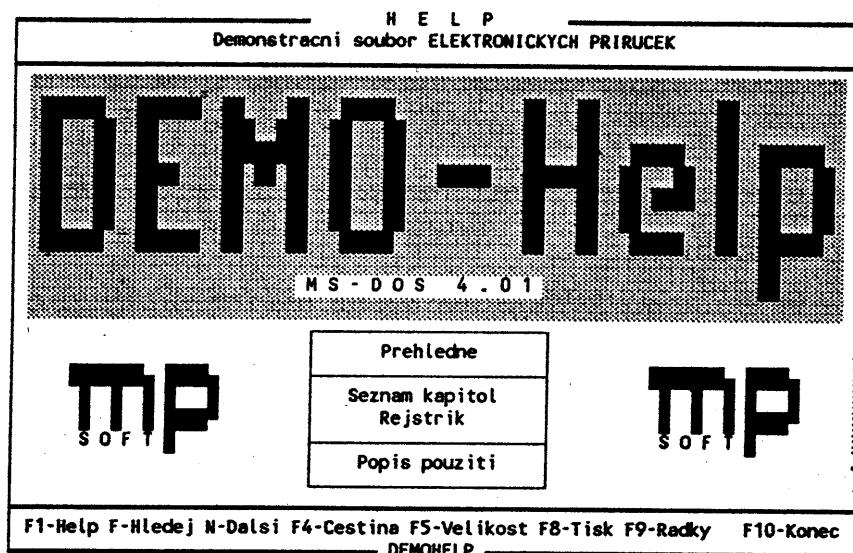 H E L P
Demonstracni soubor ELEKTRONICKYCH PRIRUCEK
DEMO-Help
MS-DOS 4.01
Prehledne
Seznam kapitol
Rejstrik
Popis pouziti
mp
SOFT
mp
SOFT
F1-Help F-Hledej N-Dalsi F4-Cestina F5-Velikost F8-Tisk F9-Radky F10-Konec
DEMOHELP